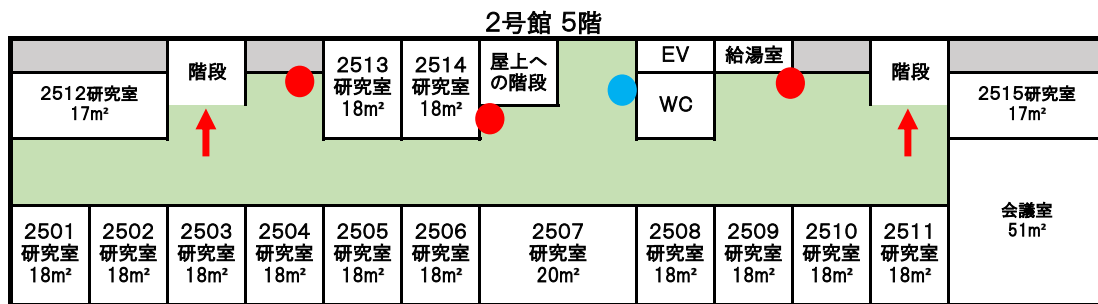 2号館 5階
階段
2513
研究室
18m²
2514
研究室
18m²
屋上へ
の階段
EV
WC
給湯室
階段
2512研究室
17m²
2515研究室
17m²
会議室
51m²
2501
研究室
18m²
2502
研究室
18m²
2503
研究室
18m²
2504
研究室
18m²
2505
研究室
18m²
2506
研究室
18m²
2507
研究室
20m²
2508
研究室
18m²
2509
研究室
18m²
2510
研究室
18m²
2511
研究室
18m²